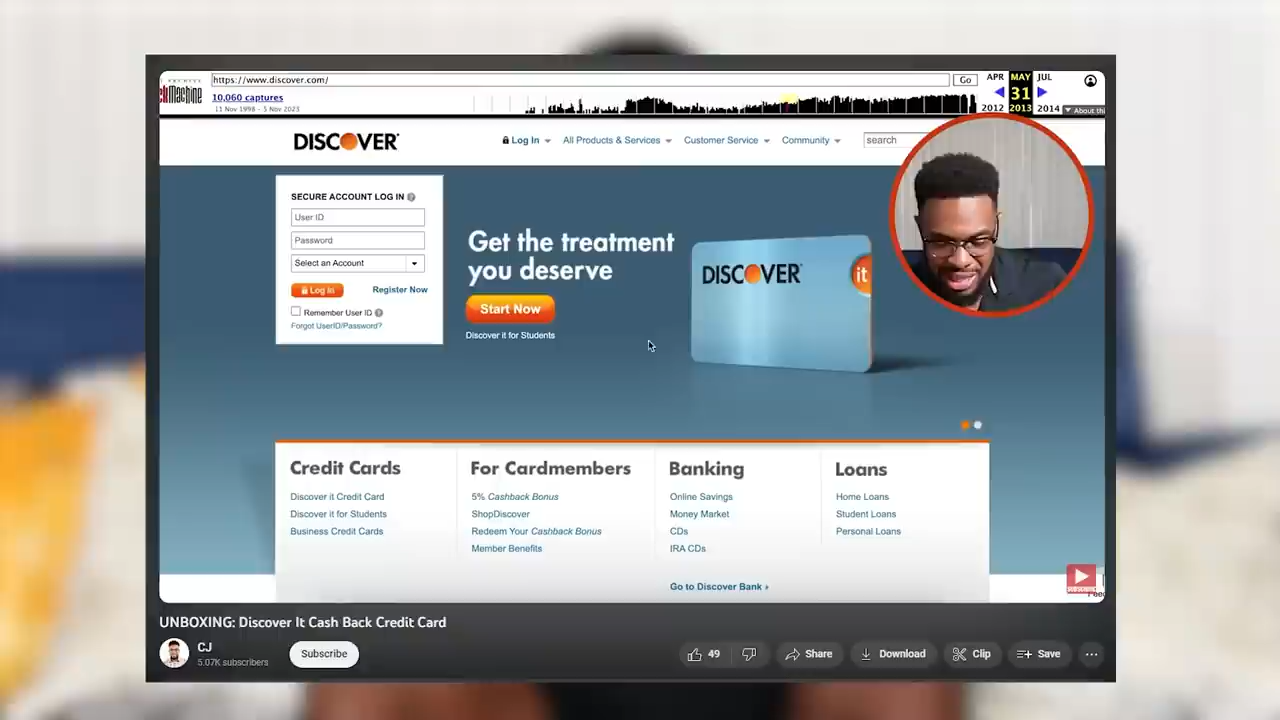 https://www.discover.com/
Go
APR
MAY
JUL
10,060 captures
31
11 Nov 1998 - 5 Nov 2023
2012
2013
2014
About
DISCOVER
Log In
All Products & Services
Customer Service
Community
search
SECURE ACCOUNT LOG IN
User ID
Password
Select an Account
Log In
Register Now
Remember User ID
Forgot UserID/Password?
Get the treatment
you deserve
Start Now
Discover it for Students
DISCOVER
it
Credit Cards
Discover it Credit Card
Discover it for Students
Business Credit Cards
For Cardmembers
5% Cashback Bonus
ShopDiscover
Redeem Your Cashback Bonus
Member Benefits
Banking
Online Savings
Money Market
CDs
IRA CDs
Go to Discover Bank
Loans
Home Loans
Student Loans
Personal Loans
SUBSCRIBE
UNBOXING: Discover It Cash Back Credit Card
CJ
5.07K subscribers
Subscribe
49
Share
Download
Clip
Save